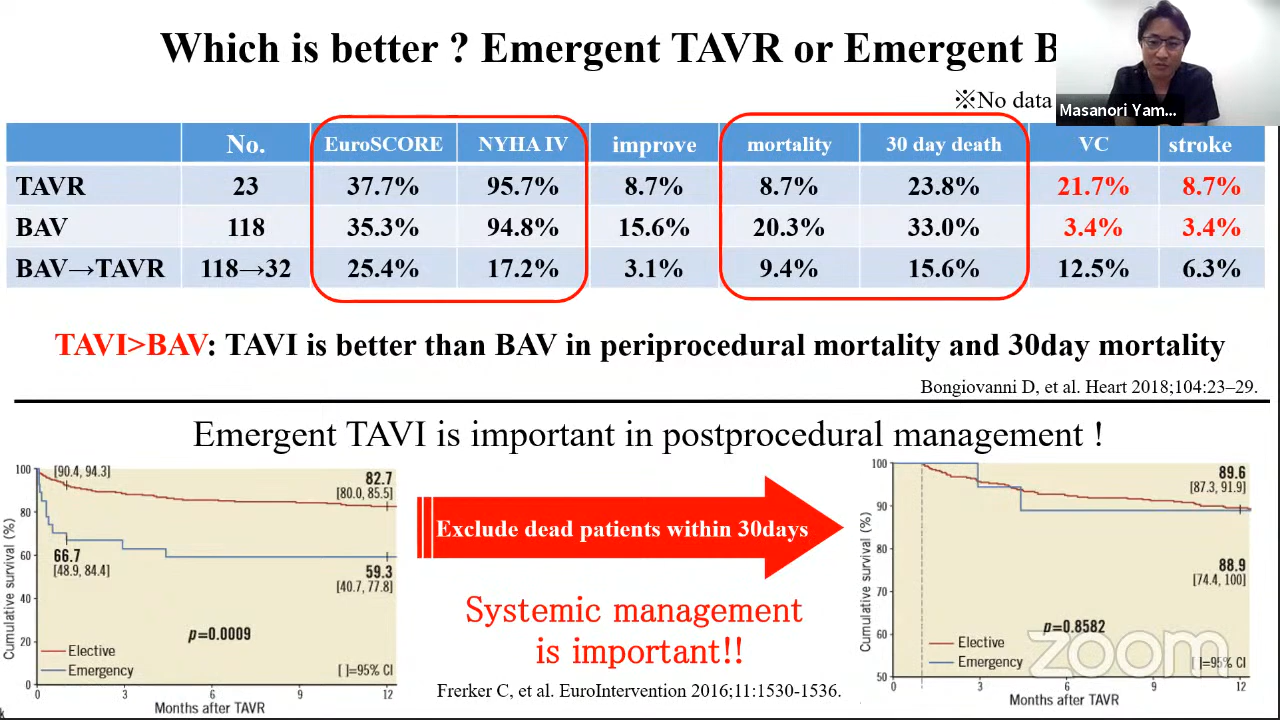 Which is better ? Emergent TAVR or Emergent B
※No data
Masanori Yam...
No. EuroSCORE NYHA IV improve mortality 30 day death VC stroke
TAVR 23 37.7% 95.7% 8.7% 8.7% 23.8% 21.7% 8.7%
BAV 118 35.3% 94.8% 15.6% 20.3% 33.0% 3.4% 3.4%
BAV→TAVR 118→32 25.4% 17.2% 3.1% 9.4% 15.6% 12.5% 6.3%
TAVI>BAV: TAVI is better than BAV in periprocedural mortality and 30day mortality
Bongiovanni D, et al. Heart 2018;104:23–29.
Emergent TAVI is important in postprocedural management !
Cumulative survival (%)
100
80
60
40
20
0
[90.4, 94.3]
82.7
[80.0, 85.5]
66.7
[48.9, 84.4]
59.3
[40.7, 77.8]
p=0.0009
Elective
Emergency
[ ]=95% CI
0 3 6 9 12
Months after TAVR
Exclude dead patients within 30days
Systemic management
is important!!
Frerker C, et al. EuroIntervention 2016;11:1530-1536.
Cumulative survival (%)
100
90
80
70
60
50
89.6
[87.3, 91.9]
88.9
[74.4, 100]
p=0.8582
Elective
Emergency
[ ]=95% CI
0 3 6 9 12
Months after TAVR
zoom